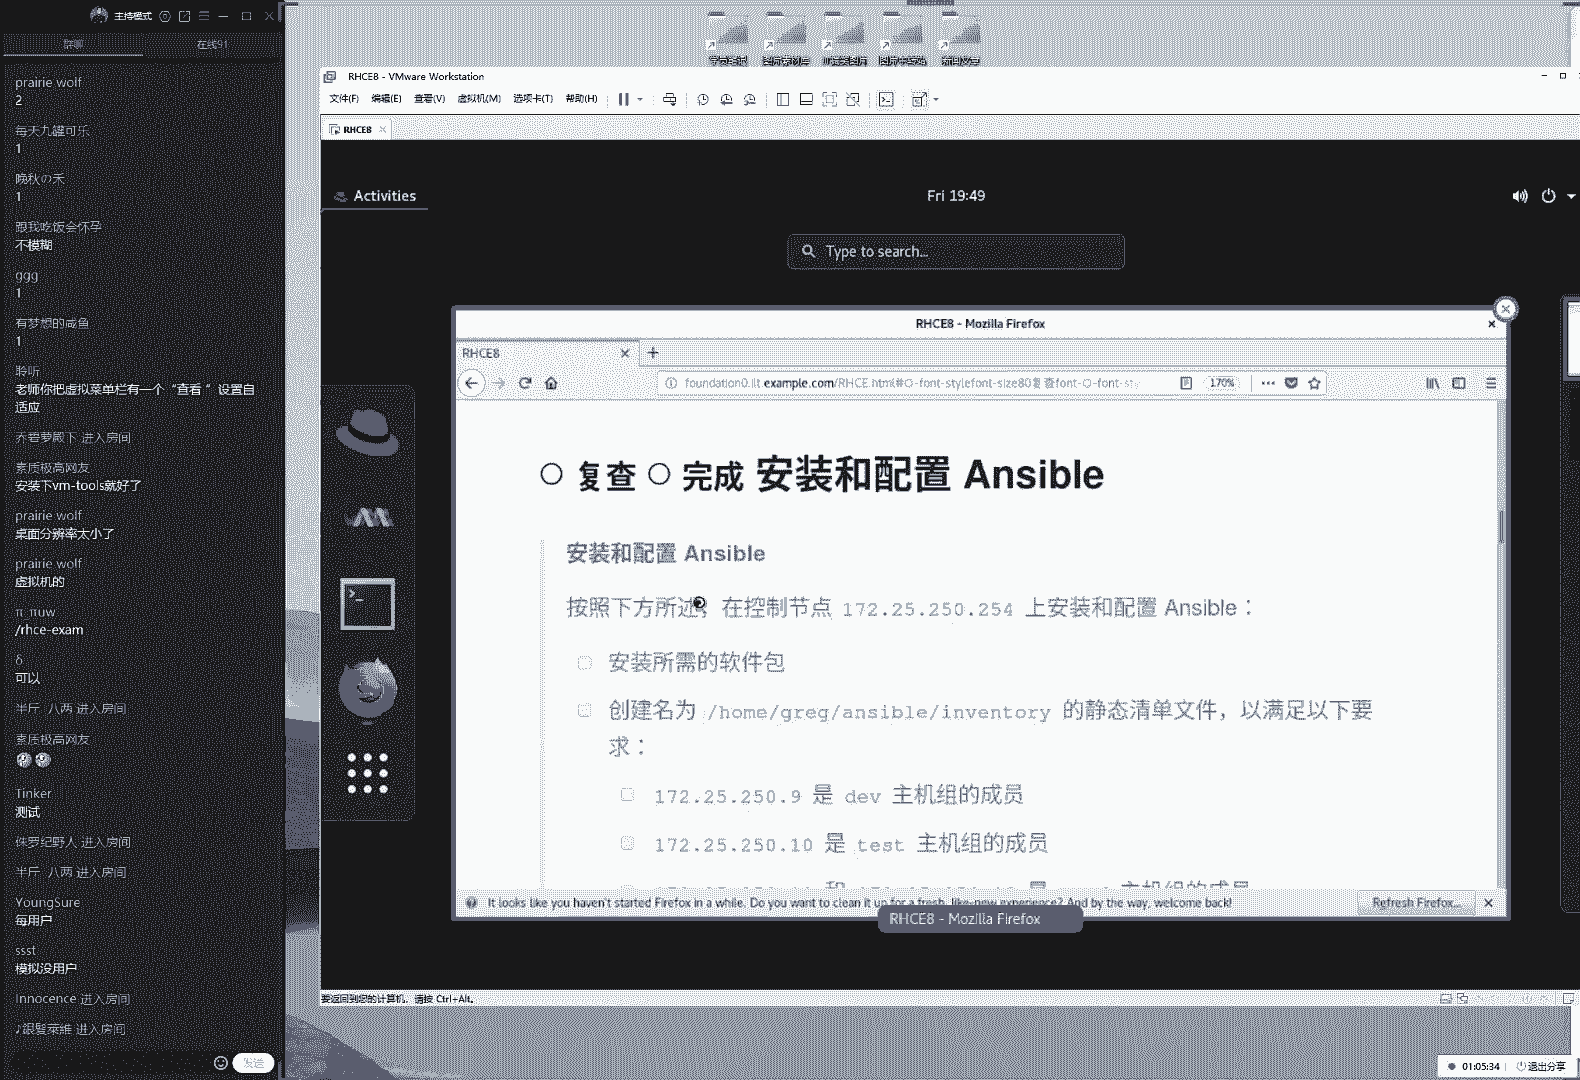 主持模式
群聊
在线91
prairie wolf
2
每天九罐可乐
1
晚秋の禾
1
跟我吃饭会怀孕
不模糊
ggg
1
有梦想的咸鱼
1
聆听
老师你把虚拟菜单栏有一个“查看 ”设置自
适应
乔碧萝殿下 进入房间
素质极高网友
安装下vm-tools就好了
prairie wolf
桌面分辨率太小了
prairie wolf
虚拟机的
/rhce-exam
δ
可以
半斤 八两 进入房间
素质极高网友
Tinker
测试
侏罗纪野人 进入房间
半斤 八两 进入房间
YoungSure
每用户
ssst
模拟没用户
Innocence 进入房间
进入房间
发送
RHCE8 - VMware Workstation
文件(F) 编辑(E) 查看(V) 虚拟机(M) 选项卡(T) 帮助(H)
RHCE8
Activities
Fri 19:49
Type to search...
RHCE8 - Mozilla Firefox
RHCE8
foundation0.ilt.example.com/RHCE.html#O-font-stylefont-size80复查font-O-font-sty
170%
复查 完成 安装和配置 Ansible
安装和配置 Ansible
按照下方所述，在控制节点 172.25.250.254 上安装和配置 Ansible：
安装所需的软件包
创建名为 /home/greg/ansible/inventory 的静态清单文件，以满足以下要
求：
172.25.250.9 是 dev 主机组的成员
172.25.250.10 是 test 主机组的成员
It looks like you haven't started Firefox in a while. Do you want to clean it up for a fresh, like-new experience? And by the way, welcome back!
Refresh Firefox...
RHCE8 - Mozilla Firefox
要返回到您的计算机，请按 Ctrl+Alt。
01:05:34
退出分享